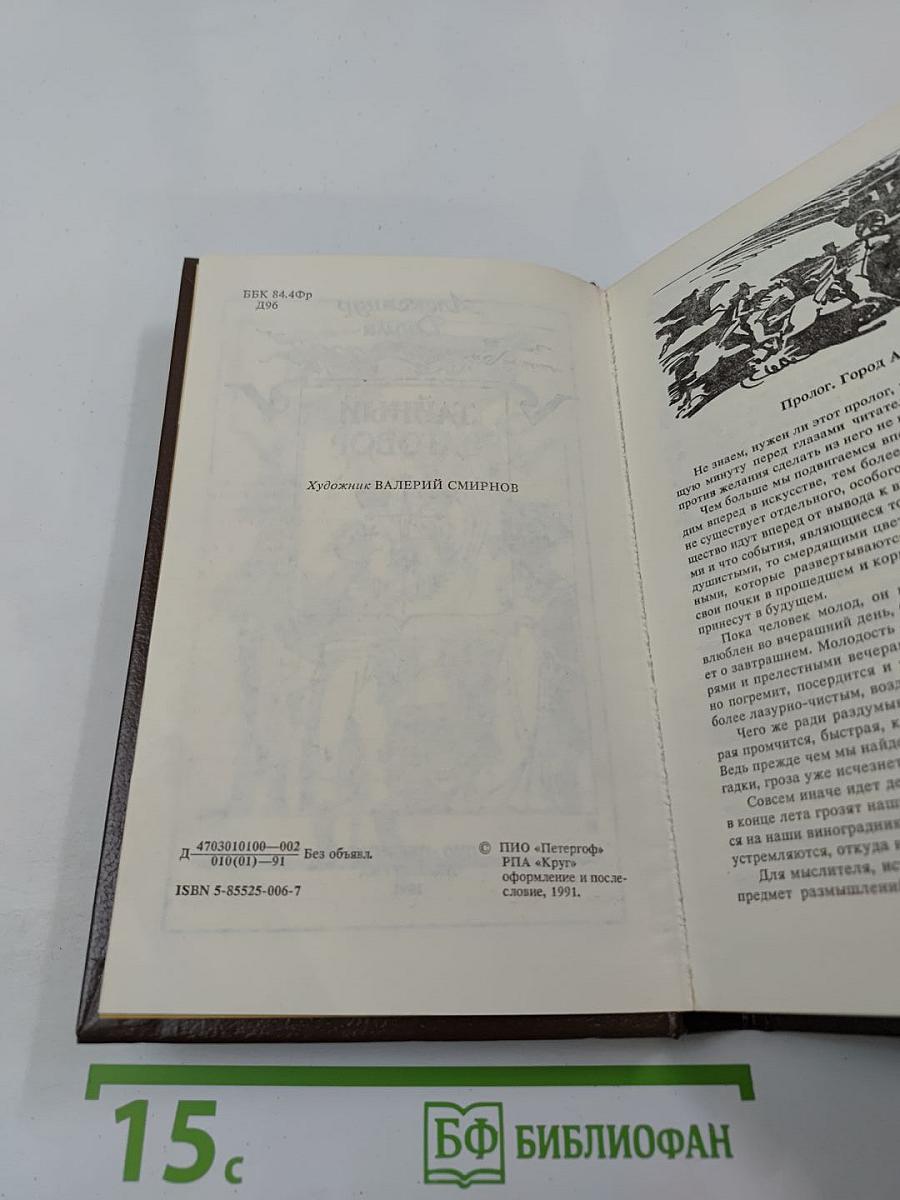 ББК 84.4Фр
Д96
Художник ВАЛЕРИЙ СМИРНОВ
Д 4703010100—002
010(01)—91 Без объявл.
ISBN 5-85525-006-7
© ПИО «Петергоф»
РПА «Круг»
оформление и после-
словие, 1991.
Пролог. Город А
Не знаем, нужен ли этот пролог,
щую минуту перед глазами читате
против желания сделать из него не
Чем больше мы подвигаемся впе
дим вперед в искусстве, тем более
не существует отдельного, особого
щество идут вперед от вывода к в
ми и что события, являющиеся то
душистыми, то смердящими цвет
ными, которые развертываются
свои почки в прошедшем и кор
принесут в будущем.
Пока человек молод, он
влюблен во вчерашний день,
ет о завтрашнем. Молодость
рями и прелестными вечера
но погремит, посердится и
более лазурно-чистым, возд
Чего же ради раздумы
рая промчится, быстрая, к
Ведь прежде чем мы найде
гадки, гроза уже исчезнет
Совсем иначе идет де
в конце лета грозят наш
ся на наши виноградник
устремляются, откуда
Для мыслителя, ис
предмет размышлени
15 с
БФ БИБЛИОФАН